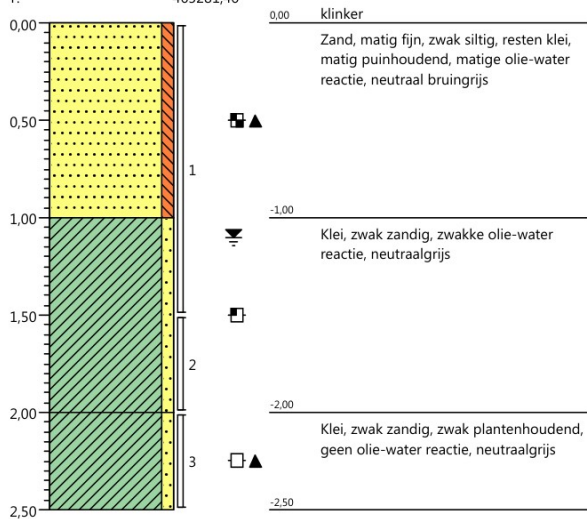 0,00
0,50
1,00
1,50
2,00
2,50
1
2
3
0,00
klinker
Zand, matig fijn, zwak siltig, resten klei,
matig puinhoudend, matige olie-water
reactie, neutraal bruingrijs
-1,00
Klei, zwak zandig, zwakke olie-water
reactie, neutraalgrijs
-2,00
Klei, zwak zandig, zwak plantenhoudend,
geen olie-water reactie, neutraalgrijs
-2,50